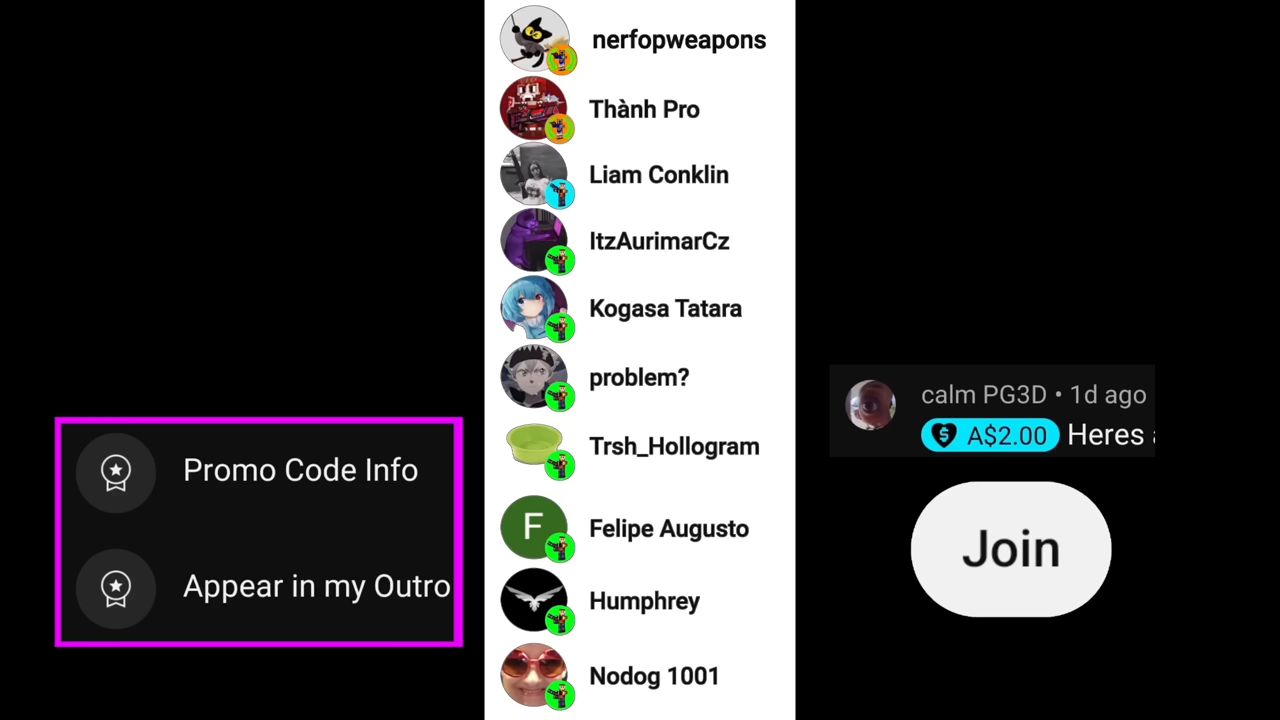 Promo Code Info
Appear in my Outro
nerfopweapons
Thành Pro
Liam Conklin
ItzAurimarCz
Kogasa Tatara
problem?
Trsh_Hollogram
F
Felipe Augusto
Humphrey
Nodog 1001
calm PG3D • 1d ago
A$2.00 Heres
Join